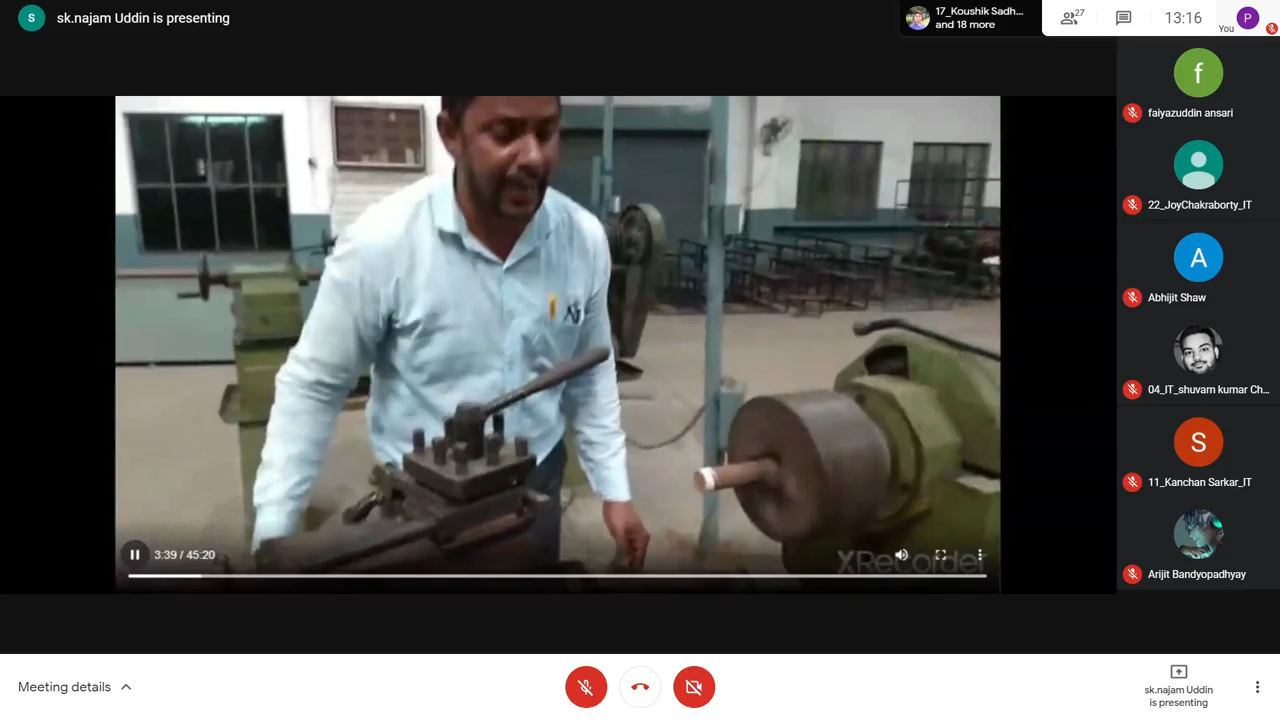 S
sk.najam Uddin is presenting
17_Koushik Sadh...
and 18 more
27
13:16
You
P
f
faiyazuddin ansari
22_JoyChakraborty_IT
A
Abhijit Shaw
04_IT_shuvam kumar Ch...
S
11_Kanchan Sarkar_IT
Arijit Bandyopadhyay
3:39 / 45:20
XRecorder
Meeting details
sk.najam Uddin
is presenting